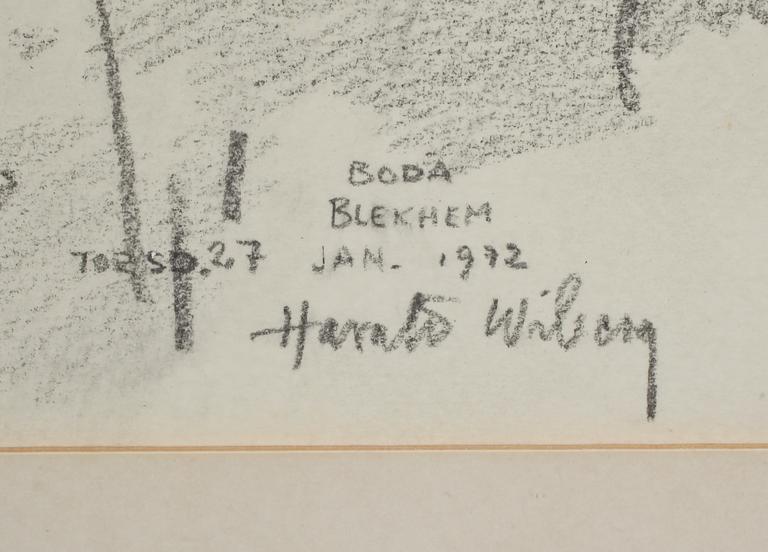 BODA
BLEKHEM
TORSD. 27 JAN. 1972
Harald Wiberg